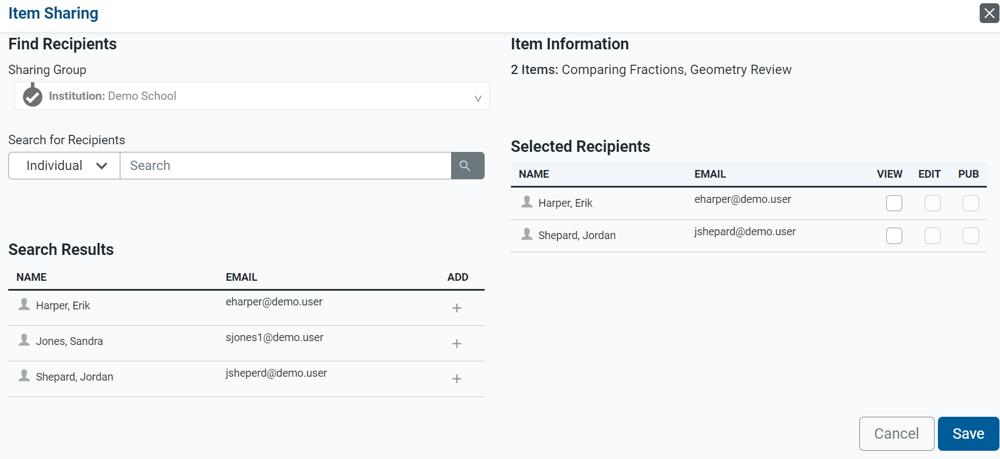 Item Sharing
Find Recipients
Sharing Group
Institution: Demo School
Search for Recipients
Individual Search
Search Results
NAME EMAIL ADD
Harper, Erik eharper@demo.user +
Jones, Sandra sjones1@demo.user +
Shepard, Jordan jsheperd@demo.user +
Item Information
2 Items: Comparing Fractions, Geometry Review
Selected Recipients
NAME EMAIL VIEW EDIT PUB
Harper, Erik eharper@demo.user
Shepard, Jordan jshepard@demo.user
Cancel Save